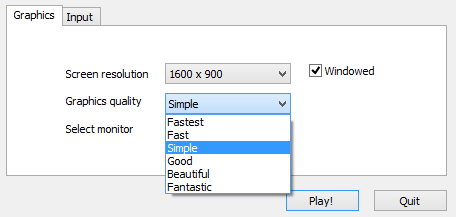 Graphics Input
Screen resolution 1600 x 900 Windowed
Graphics quality Simple
Select monitor
Fastest
Fast
Simple
Good
Beautiful
Fantastic
Play! Quit